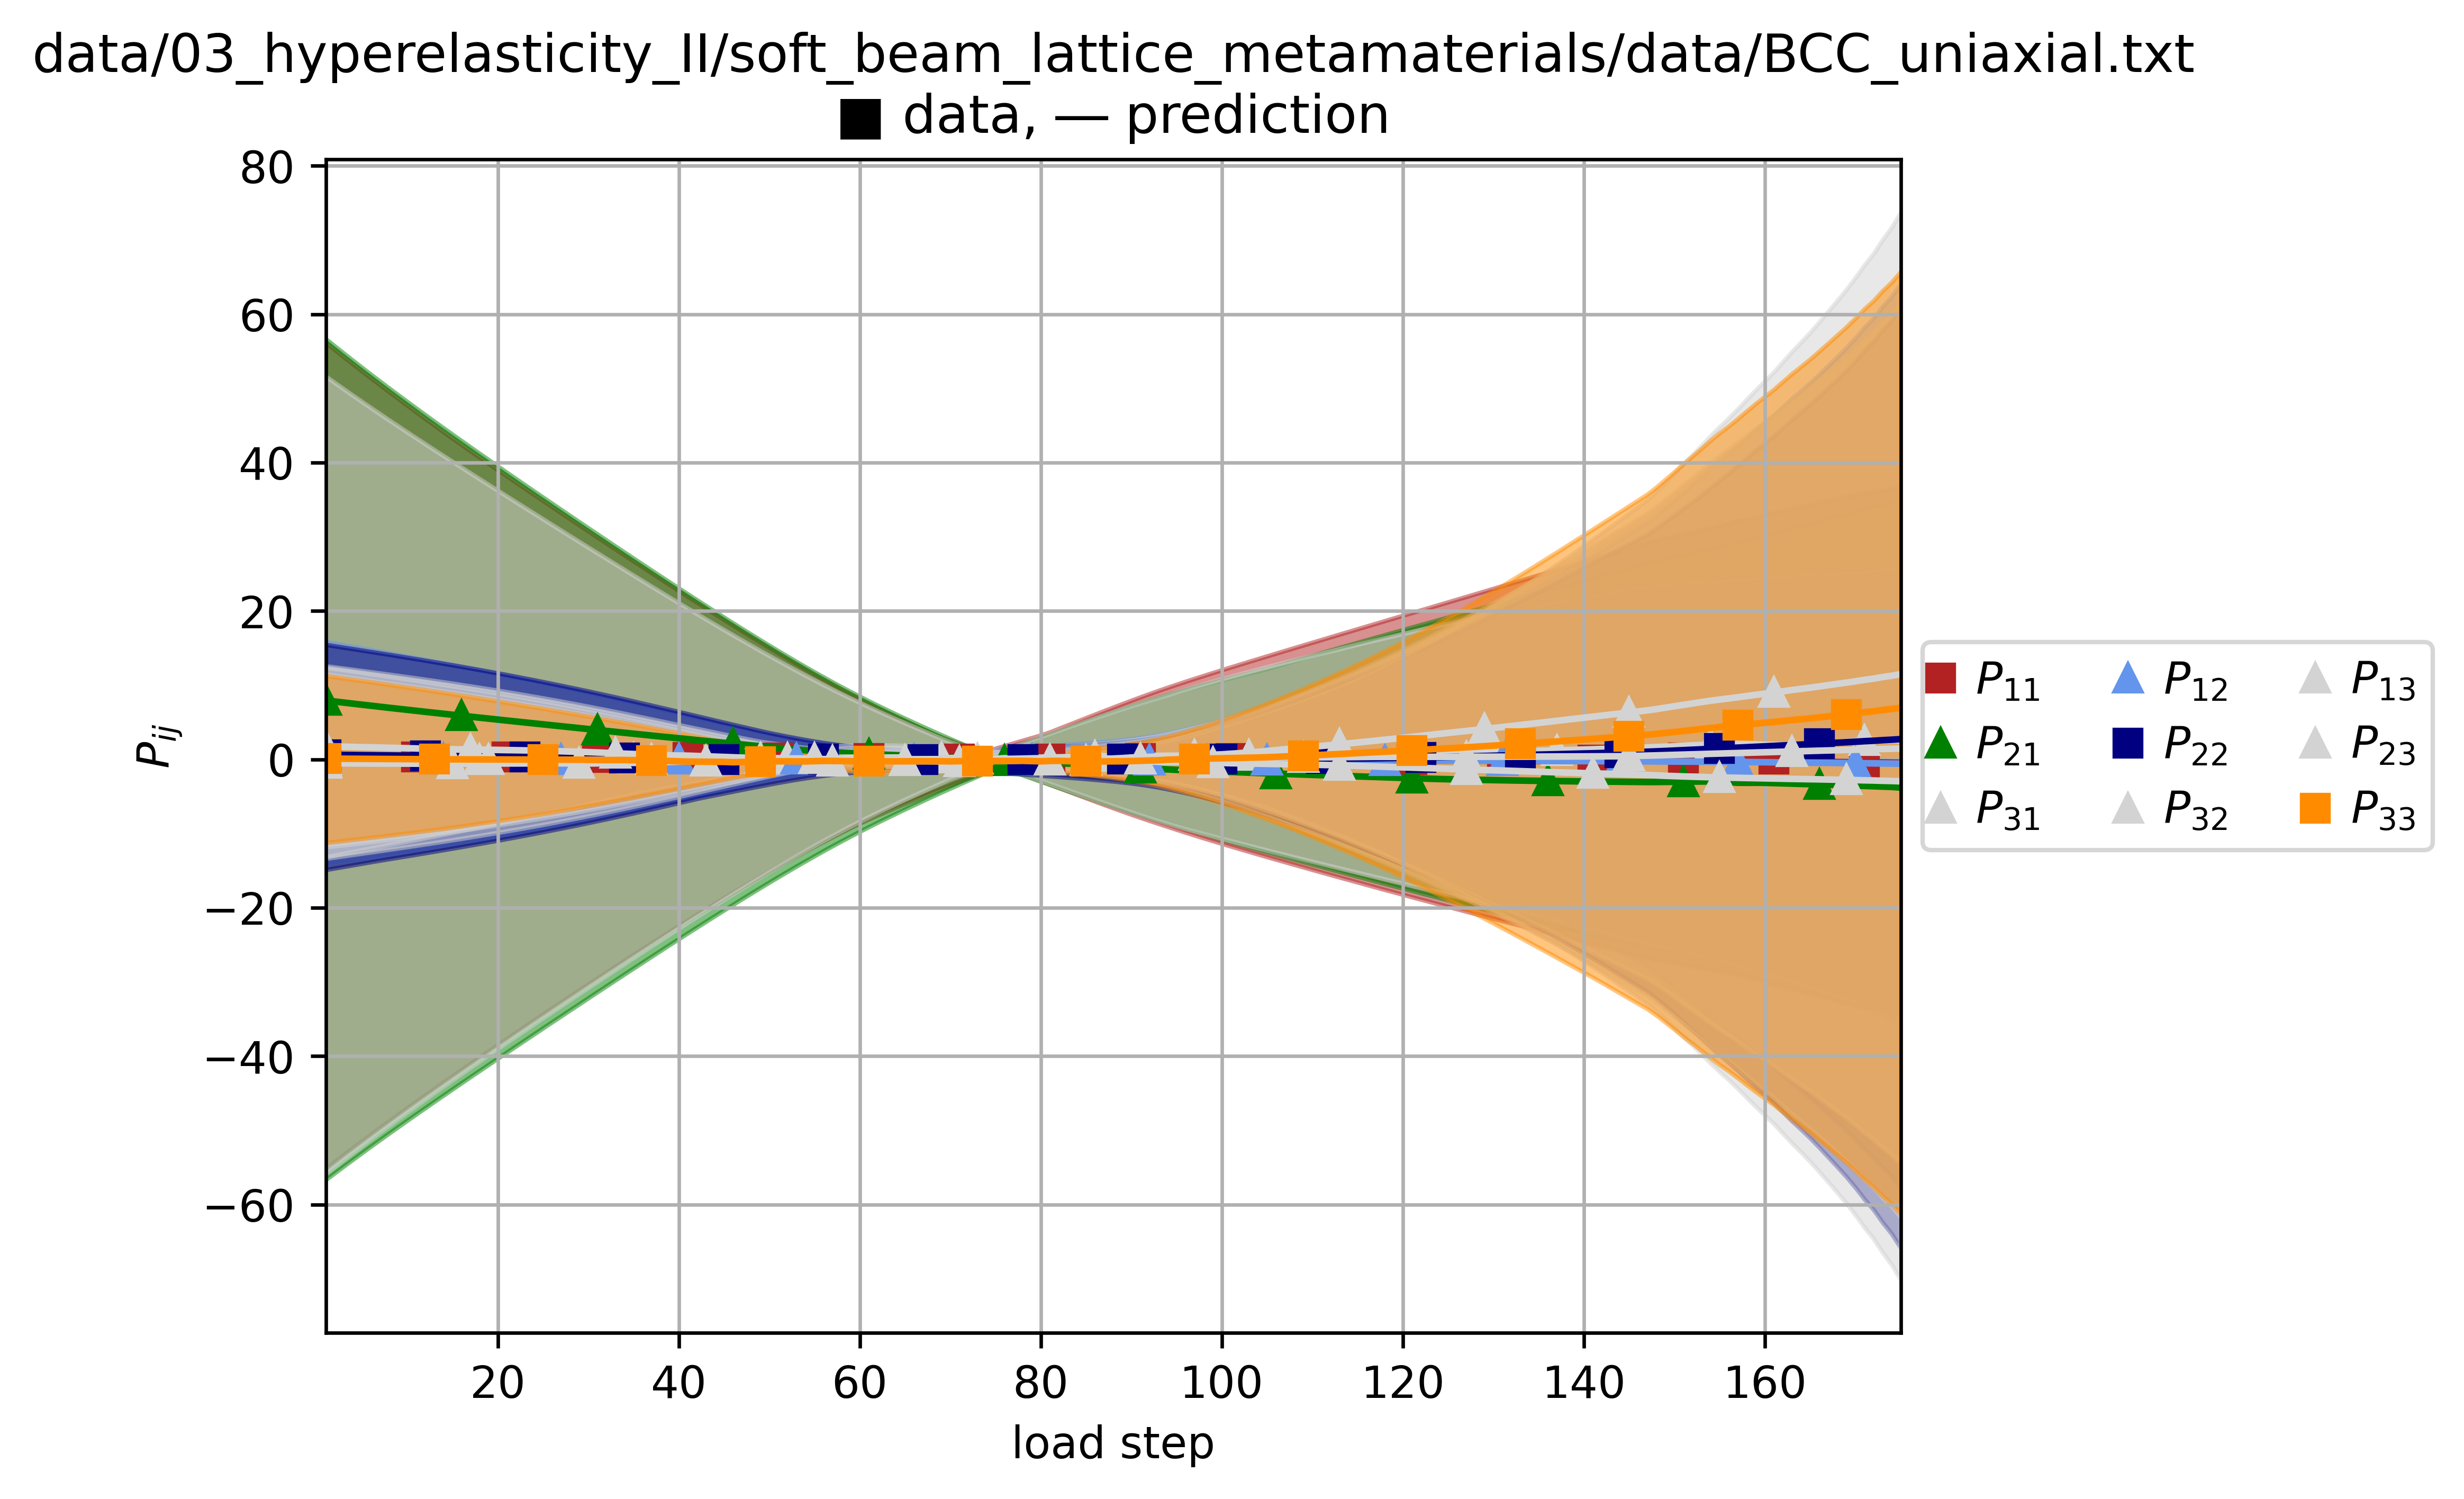 data/03_hyperelasticity_II/soft_beam_lattice_metamaterials/data/BCC_uniaxial.txt
■ data, — prediction
80
60
40
20
0
−20
−40
−60
P_ij
20 40 60 80 100 120 140 160
load step
P_11 P_12 P_13
P_21 P_22 P_23
P_31 P_32 P_33